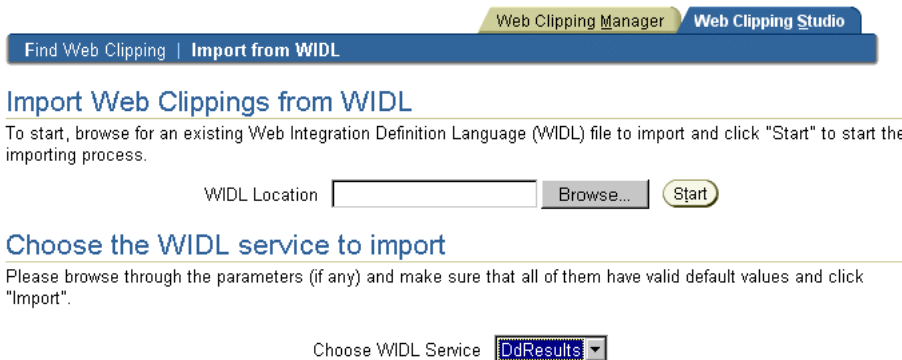 Web Clipping Manager Web Clipping Studio
Find Web Clipping | Import from WIDL
Import Web Clippings from WIDL
To start, browse for an existing Web Integration Definition Language (WIDL) file to import and click "Start" to start the
importing process.
WIDL Location Browse... Start
Choose the WIDL service to import
Please browse through the parameters (if any) and make sure that all of them have valid default values and click
"Import".
Choose WIDL Service DdResults